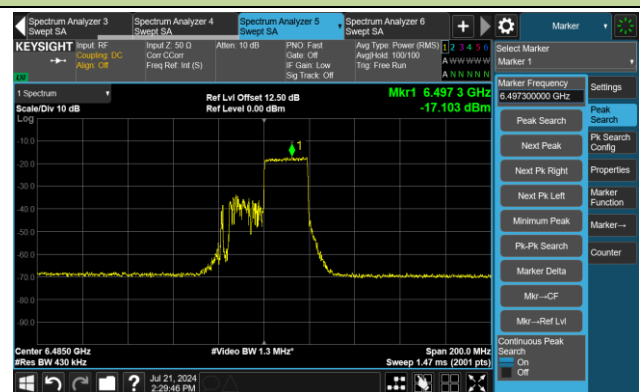 Spectrum Analyzer 3
Swept SA
Spectrum Analyzer 4
Swept SA
Spectrum Analyzer 5
Swept SA
Spectrum Analyzer 6
Swept SA
+
Marker
KEYSIGHT
LXI
Input: RF
Coupling: DC
Align: Off
Input Z: 50 Ω
Corr CCorr
Freq Ref: Int (S)
Atten: 10 dB
PNO: Fast
Gate: Off
IF Gain: Low
Sig Track: Off
Avg Type: Power (RMS)
Avg|Hold: 100/100
Trig: Free Run
1 2 3 4 5 6
A W W W W W
A N N N N N
Select Marker
Marker 1
1 Spectrum
Scale/Div 10 dB
Log
Ref Lvl Offset 12.50 dB
Ref Level 0.00 dBm
Mkr1 6.497 3 GHz
-17.103 dBm
1
-10.0
-20.0
-30.0
-40.0
-50.0
-60.0
-70.0
-80.0
-90.0
Center 6.4850 GHz
#Res BW 430 kHz
#Video BW 1.3 MHz*
Span 200.0 MHz
Sweep 1.47 ms (2001 pts)
Marker Frequency
6.497300000 GHz
Peak Search
Next Peak
Next Pk Right
Next Pk Left
Minimum Peak
Pk-Pk Search
Marker Delta
Mkr→CF
Mkr→Ref Lvl
Continuous Peak
Search
On
Off
Settings
Peak
Search
Pk Search
Config
Properties
Marker
Function
Marker→
Counter
?
Jul 21, 2024
2:29:46 PM